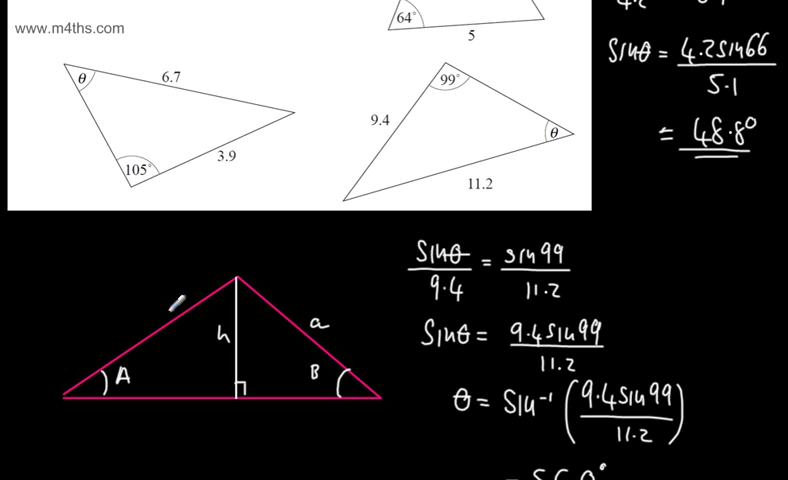 www.m4ths.com
64°
5
θ
6.7
105°
3.9
99°
9.4
θ
11.2
Sinθ = 4.2sin66
5.1
= 48.8°
A
h
a
B
Sinθ = sin99
9.4 11.2
Sinθ = 9.4sin99
11.2
θ = Sin⁻¹ (9.4sin99
11.2)